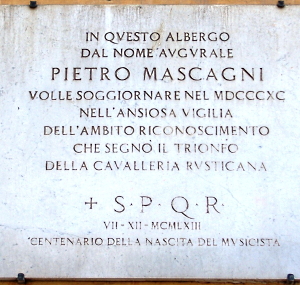 IN QVESTO ALBERGO
DAL NOME AVGVRALE
PIETRO MASCAGNI
VOLLE SOGGIORNARE NEL MDCCCXC
NELL'ANSIOSA VIGILIA
DELL'AMBITO RICONOSCIMENTO
CHE SEGNÒ IL TRIONFO
DELLA CAVALLERIA RVSTICANA
+ S·P·Q·R·
VII-XII-MCMLXIII
CENTENARIO DELLA NASCITA DEL MVSICISTA